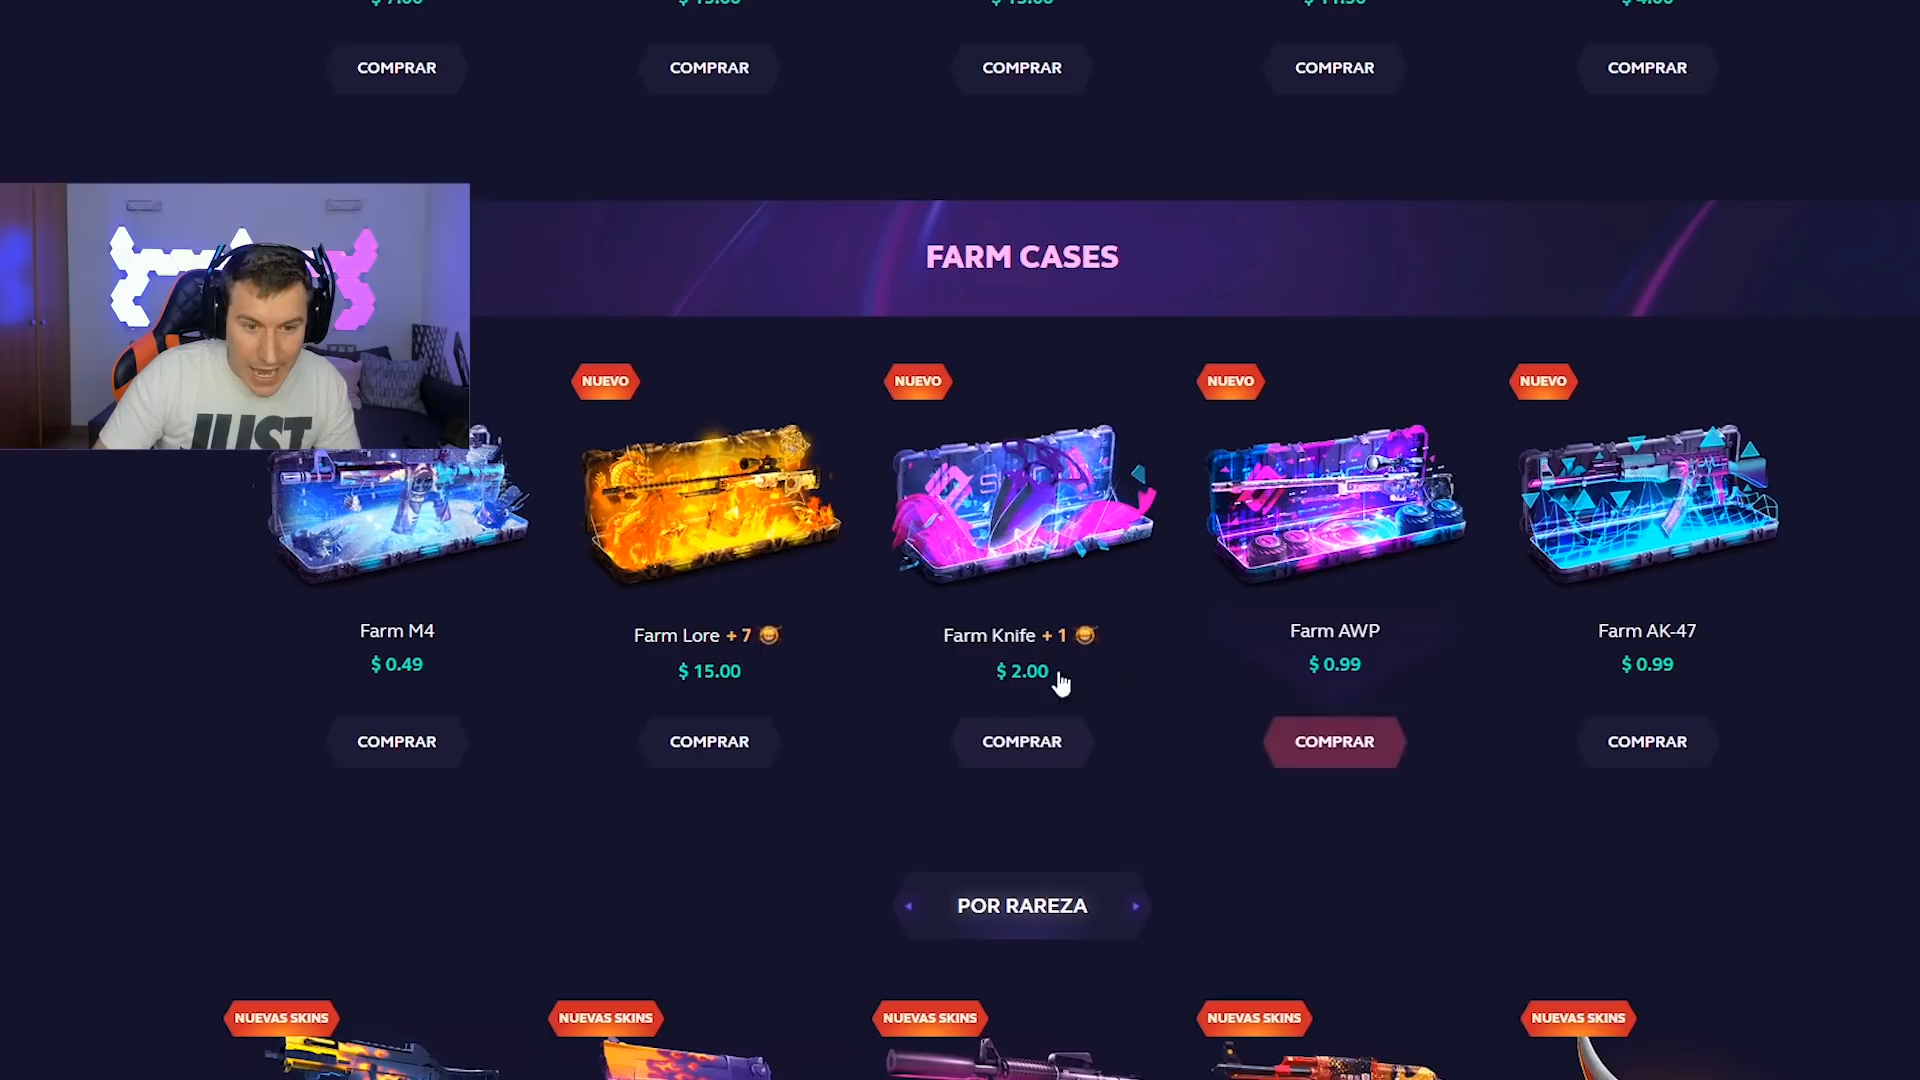 COMPRAR COMPRAR COMPRAR COMPRAR COMPRAR
FARM CASES
NUEVO NUEVO NUEVO NUEVO
JUST
Farm M4 Farm Lore + 7 Farm Knife + 1 Farm AWP Farm AK-47
$ 0.49 $ 15.00 $ 2.00 $ 0.99 $ 0.99
COMPRAR COMPRAR COMPRAR COMPRAR COMPRAR
POR RAREZA
NUEVAS SKINS NUEVAS SKINS NUEVAS SKINS NUEVAS SKINS NUEVAS SKINS